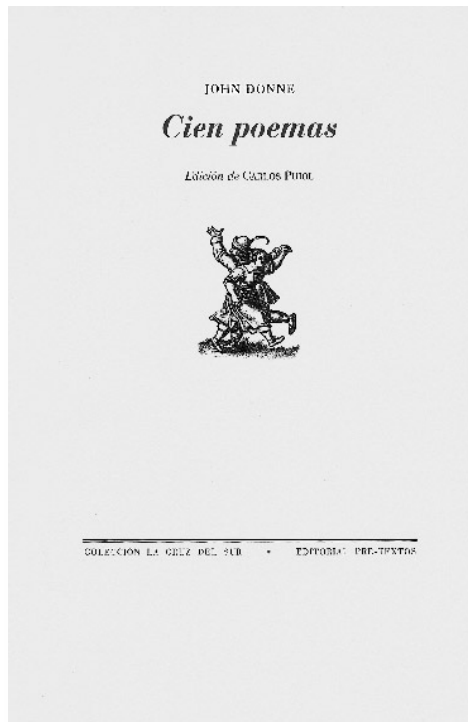 JOHN DONNE
Cien poemas
Edición de CARLOS PUJOL
COLECCIÓN LA CRUZ DEL SUR • EDITORIAL PRE-TEXTOS